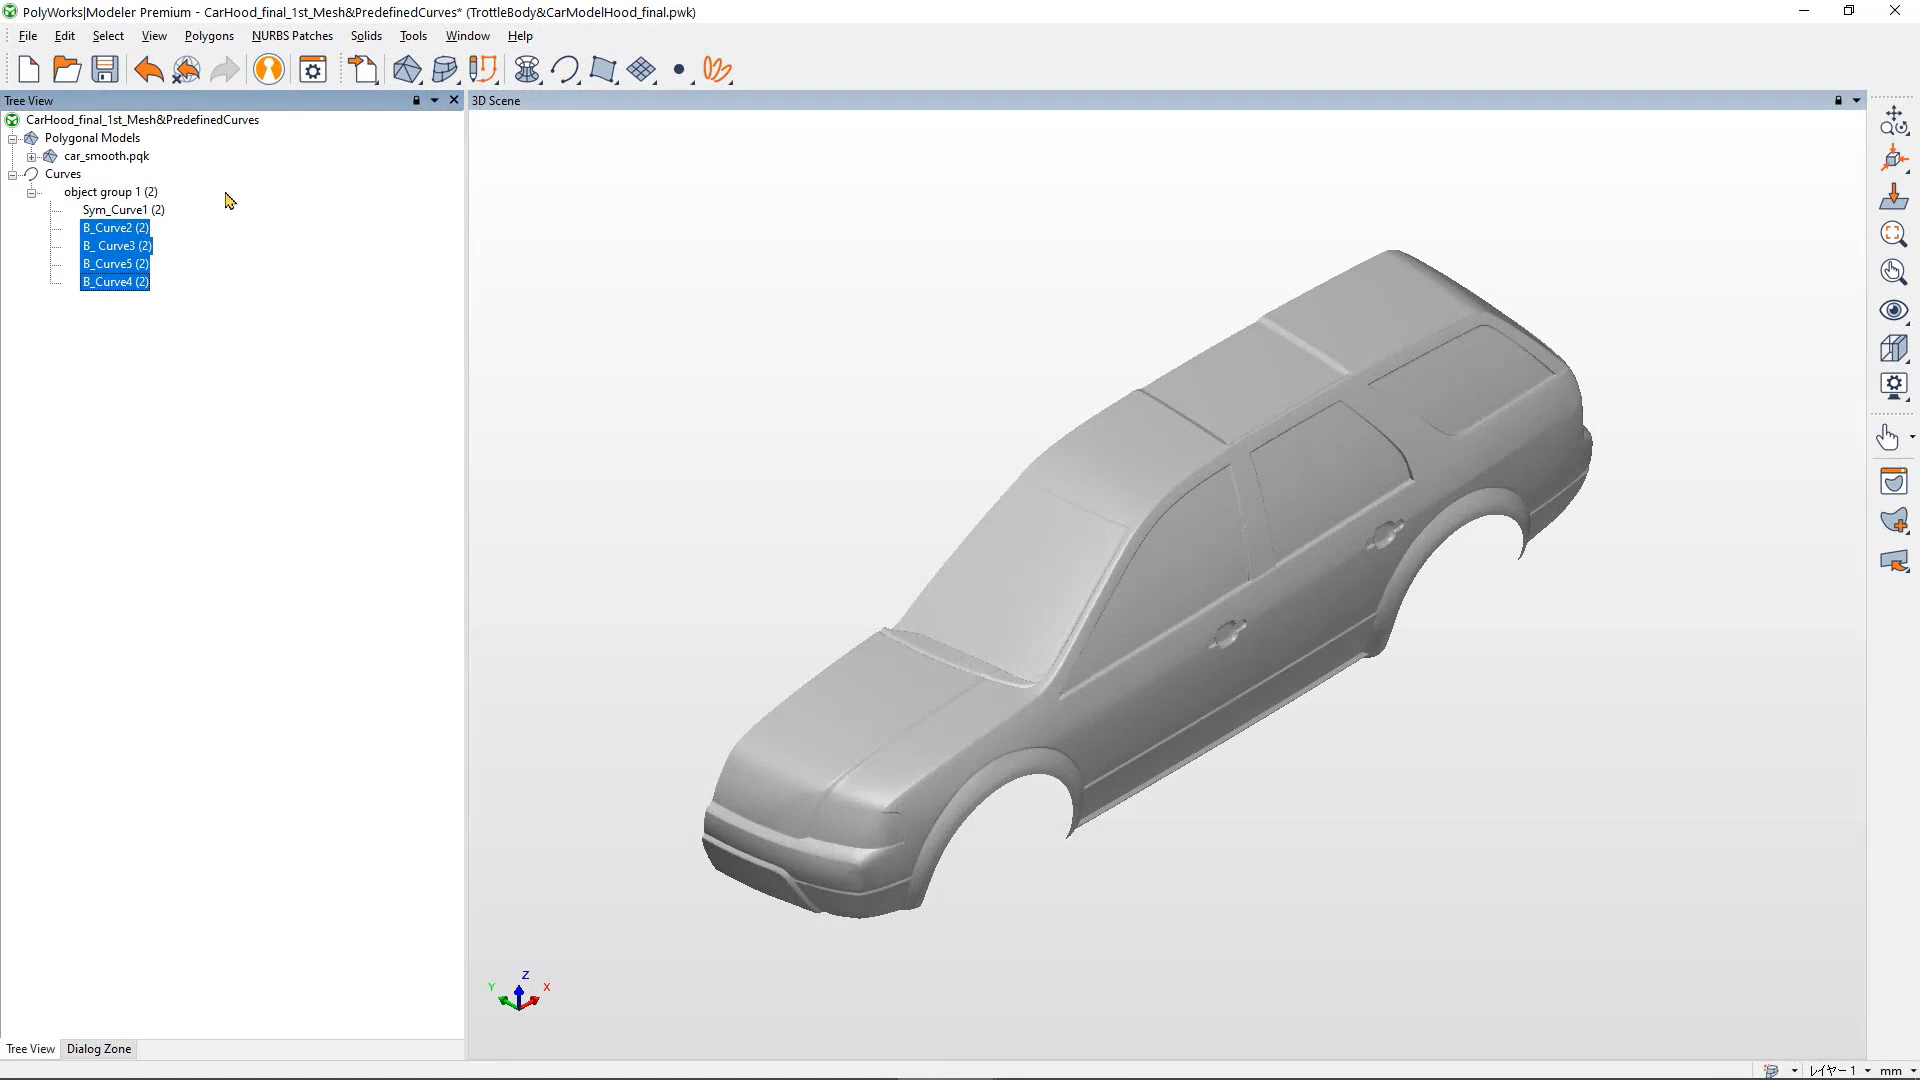 PolyWorks|Modeler Premium - CarHood_final_1st_Mesh&PredefinedCurves* (TrottleBody&CarModelHood_final.pwk)
File Edit Select View Polygons NURBS Patches Solids Tools Window Help
Tree View
3D Scene
CarHood_final_1st_Mesh&PredefinedCurves
Polygonal Models
car_smooth.pqk
Curves
object group 1 (2)
Sym_Curve1 (2)
B_Curve2 (2)
B_ Curve3 (2)
B_Curve5 (2)
B_Curve4 (2)
Z
Y X
Tree View Dialog Zone
レイヤー 1 mm